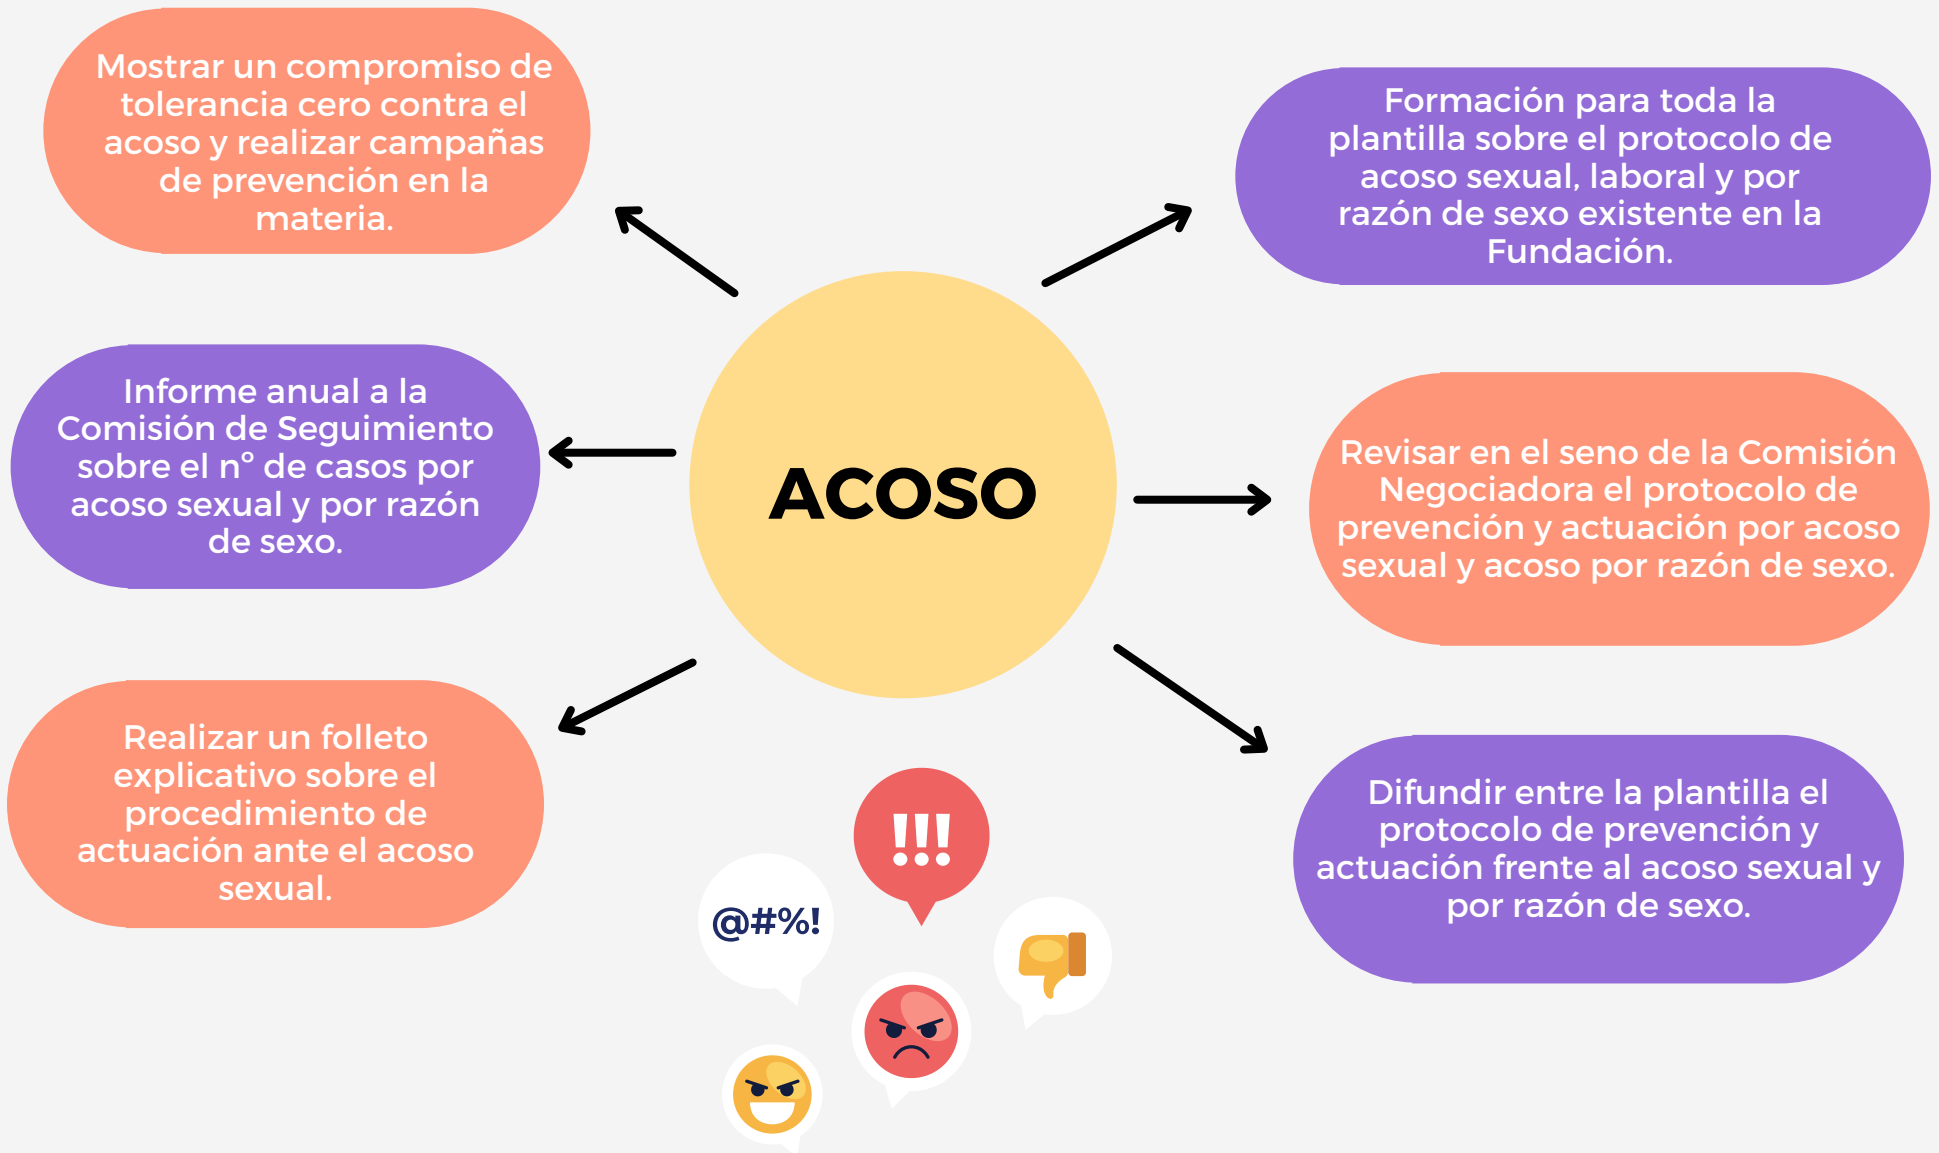 Mostrar un compromiso de
tolerancia cero contra el
acoso y realizar campañas
de prevención en la
materia.
Formación para toda la
plantilla sobre el protocolo de
acoso sexual, laboral y por
razón de sexo existente en la
Fundación.
Informe anual a la
Comisión de Seguimiento
sobre el nº de casos por
acoso sexual y por razón
de sexo.
ACOSO
Revisar en el seno de la Comisión
Negociadora el protocolo de
prevención y actuación por acoso
sexual y acoso por razón de sexo.
Realizar un folleto
explicativo sobre el
procedimiento de
actuación ante el acoso
sexual.
Difundir entre la plantilla el
protocolo de prevención y
actuación frente al acoso sexual y
por razón de sexo.
!!!
@#%!